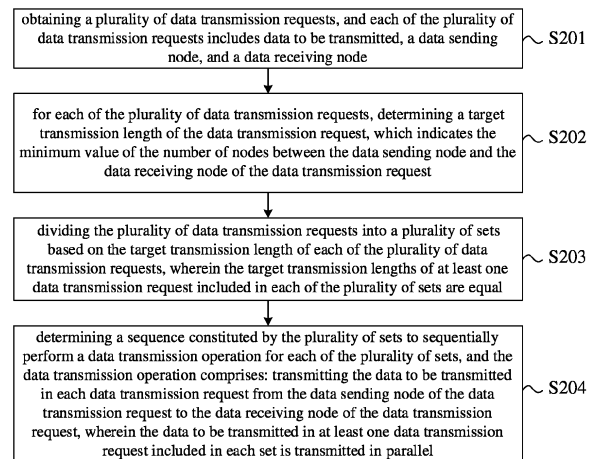 obtaining a plurality of data transmission requests, and each of the plurality of
data transmission requests includes data to be transmitted, a data sending
node, and a data receiving node
S201
for each of the plurality of data transmission requests, determining a target
transmission length of the data transmission request, which indicates the
minimum value of the number of nodes between the data sending node and the
data receiving node of the data transmission request
S202
dividing the plurality of data transmission requests into a plurality of sets
based on the target transmission length of each of the plurality of data
transmission requests, wherein the target transmission lengths of at least one
data transmission request included in each of the plurality of sets are equal
S203
determining a sequence constituted by the plurality of sets to sequentially
perform a data transmission operation for each of the plurality of sets, and the
data transmission operation comprises: transmitting the data to be transmitted
in each data transmission request from the data sending node of the data
transmission request to the data receiving node of the data transmission
request, wherein the data to be transmitted in at least one data transmission
request included in each set is transmitted in parallel
S204